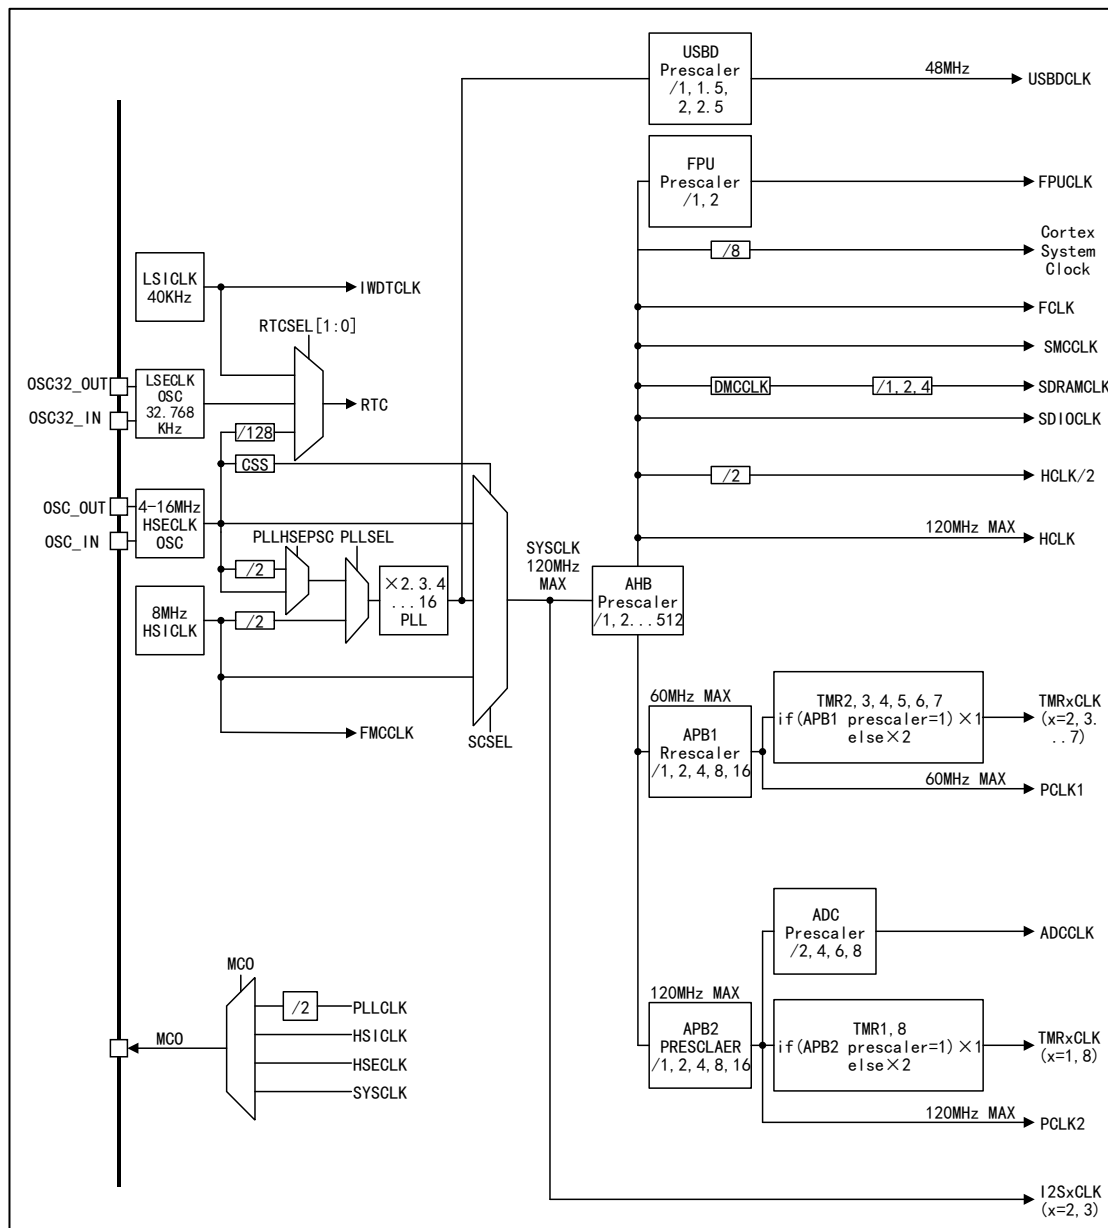 USBD
Prescaler
/1, 1.5,
2, 2.5
48MHz
USBDCLK
FPU
Prescaler
/1, 2
FPUCLK
/8
Cortex
System
Clock
LSICLK
40KHz
IWDTCLK
FCLK
RTCSEL[1:0]
SMCCLK
OSC32_OUT
OSC32_IN
LSECLK
OSC
32.768
KHz
RTC
DMCCLK
/1, 2, 4
SDRAMCLK
SDIOCLK
/128
CSS
/2
HCLK/2
OSC_OUT
OSC_IN
4-16MHz
HSECLK
OSC
120MHz MAX
HCLK
PLLHSEPSC
PLLSEL
/2
×2.3.4
...16
PLL
SYSCLK
120MHz
MAX
AHB
Prescaler
/1, 2...512
8MHz
HSICLK
/2
FMCCLK
SCSEL
60MHz MAX
APB1
Rrescaler
/1, 2, 4, 8, 16
TMR2, 3, 4, 5, 6, 7
if(APB1 prescaler=1) ×1
else×2
TMRxCLK
(x=2, 3.
..7)
60MHz MAX
PCLK1
ADC
Prescaler
/2, 4, 6, 8
ADCCLK
MCO
/2
PLLCLK
HSICLK
HSECLK
SYSCLK
MCO
120MHz MAX
APB2
PRESCLAER
/1, 2, 4, 8, 16
TMR1, 8
if(APB2 prescaler=1) ×1
else×2
TMRxCLK
(x=1, 8)
120MHz MAX
PCLK2
I2SxCLK
(x=2, 3)